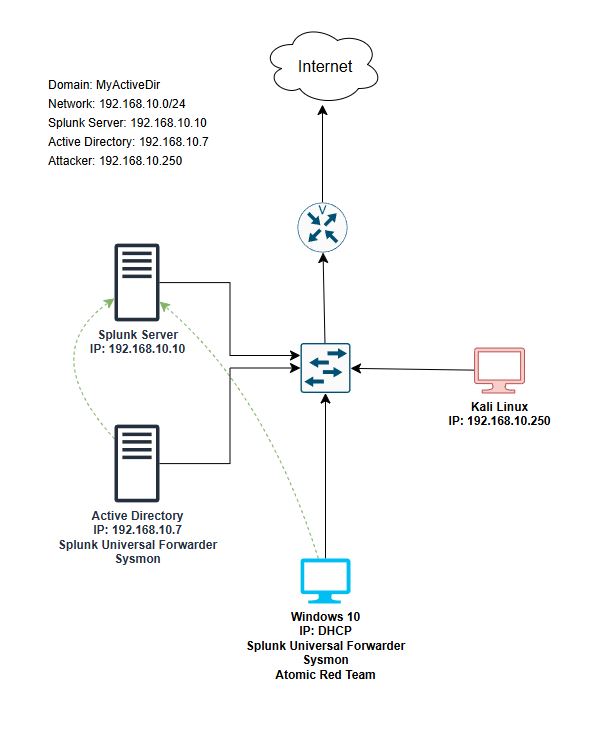 Internet
Domain: MyActiveDir
Network: 192.168.10.0/24
Splunk Server: 192.168.10.10
Active Directory: 192.168.10.7
Attacker: 192.168.10.250
V
Splunk Server
IP: 192.168.10.10
Kali Linux
IP: 192.168.10.250
Active Directory
IP: 192.168.10.7
Splunk Universal Forwarder
Sysmon
Windows 10
IP: DHCP
Splunk Universal Forwarder
Sysmon
Atomic Red Team